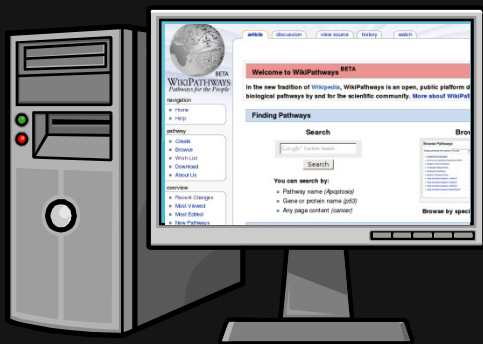 article discussion view source history watch
BETA
WIKIPATHWAYS
Pathways for the People
navigation
Home
Help
pathway
Create
Browse
Wish List
Download
About Us
overview
Recent Changes
Most Viewed
Most Edited
New Pathways
Welcome to WikiPathways BETA
In the new tradition of Wikipedia, WikiPathways is an open, public platform d
biological pathways by and for the scientific community. More about WikiPat
Finding Pathways
Search
Google Custom Search
Search
You can search by:
Pathway name (Apoptosis)
Gene or protein name (p53)
Any page content (cancer)
Brow
Browse Pathways
Browse by speci